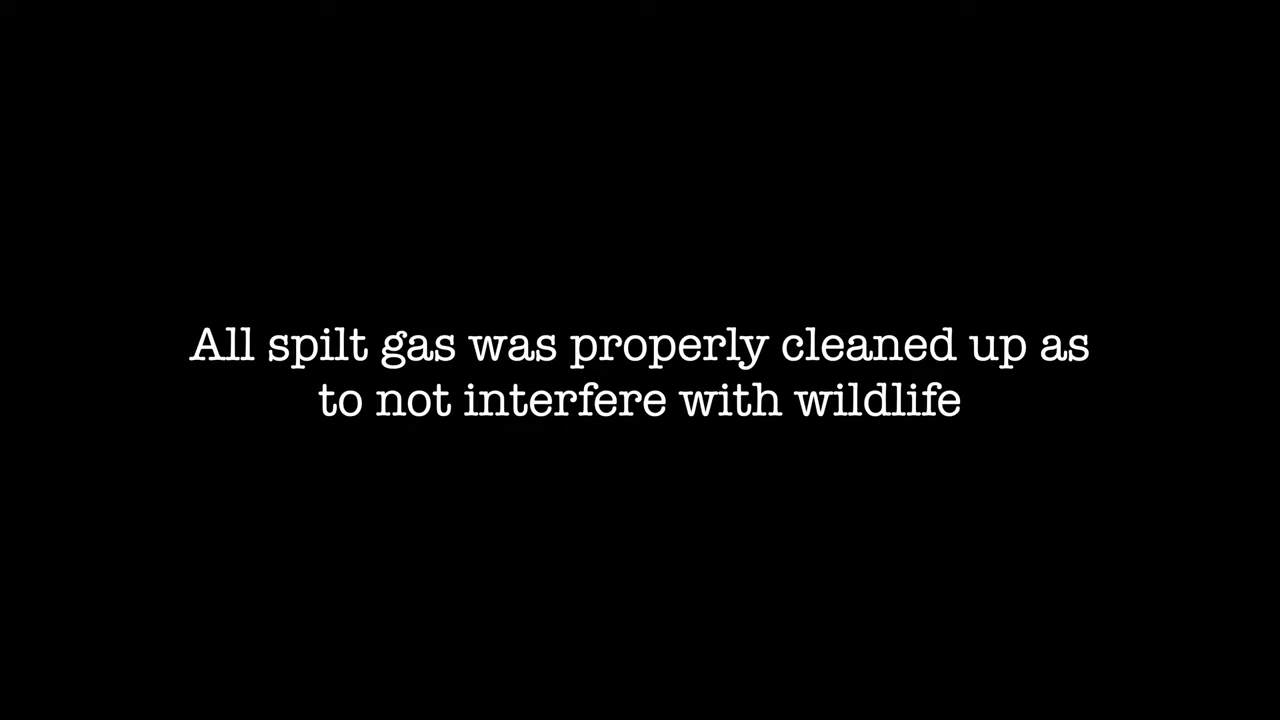 All spilt gas was properly cleaned up as
to not interfere with wildlife